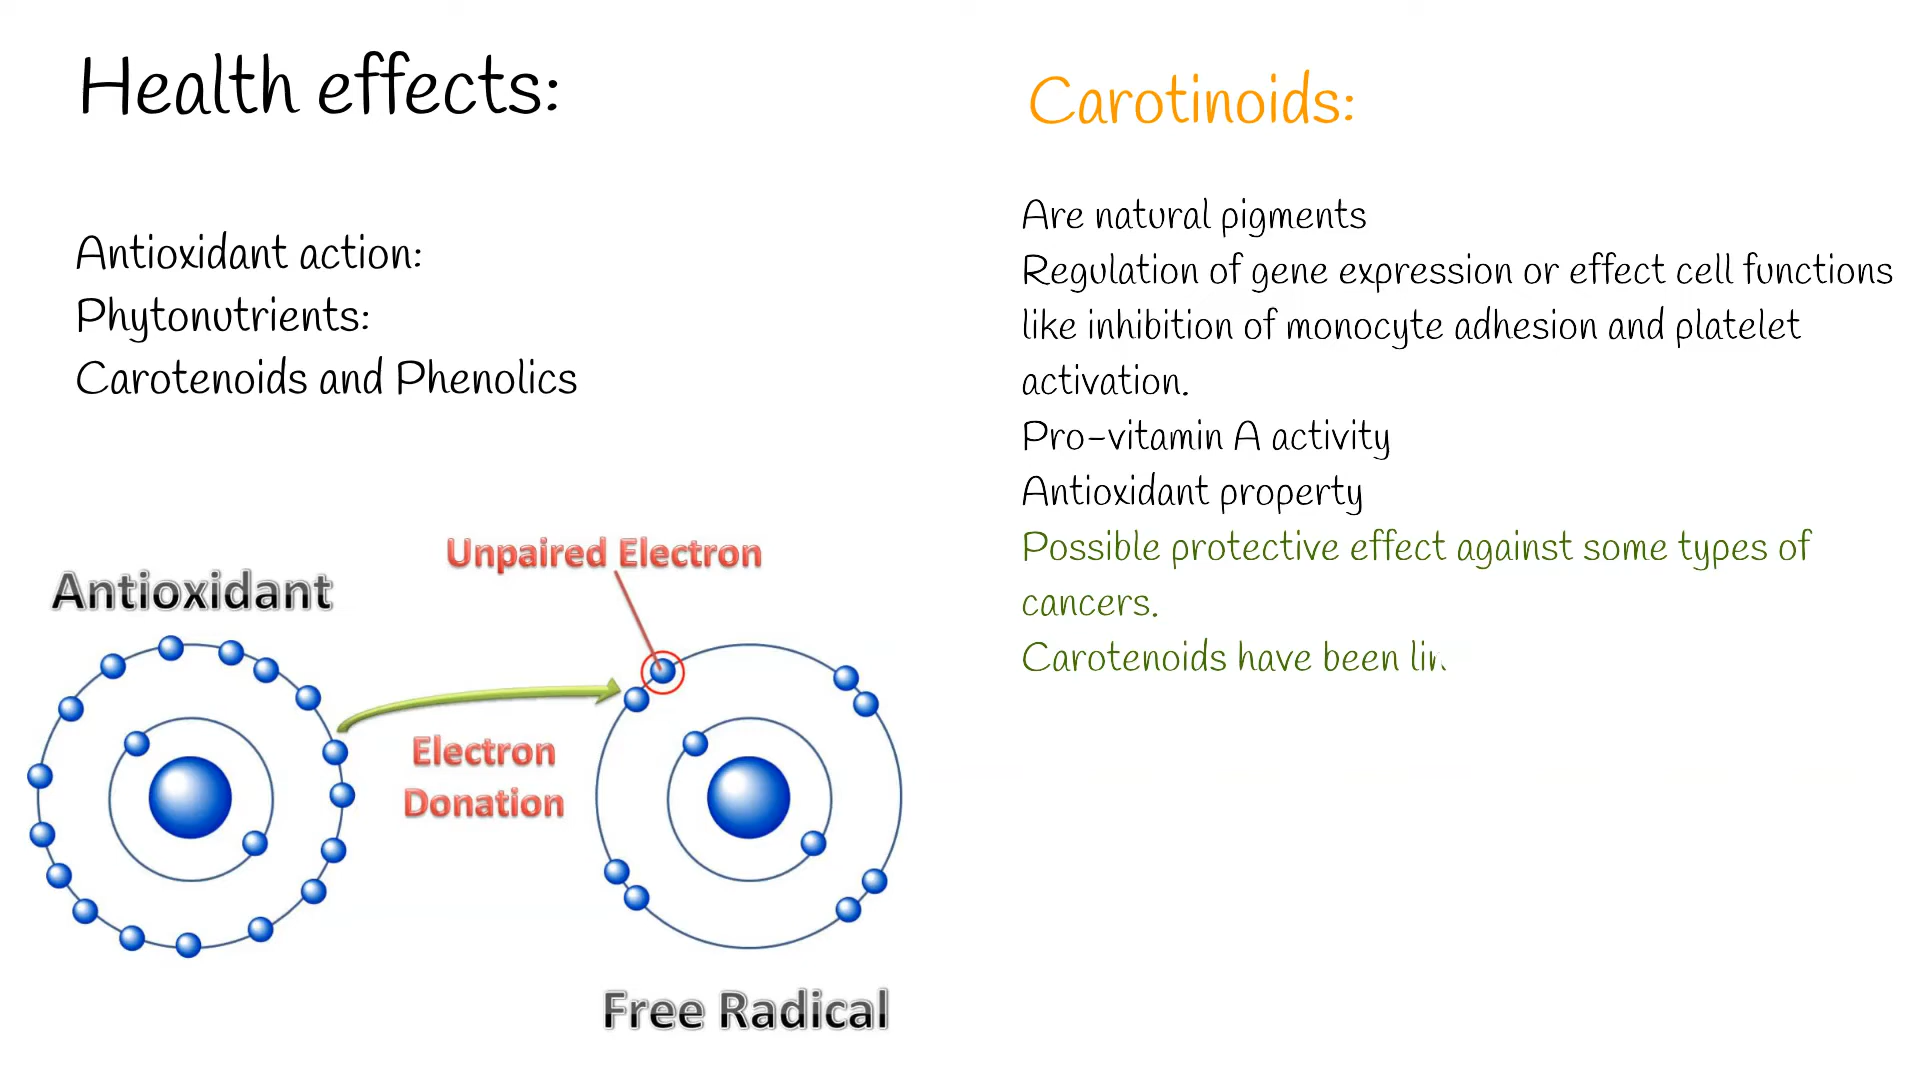 Health effects:
Antioxidant action:
Phytonutrients:
Carotenoids and Phenolics
Unpaired Electron
Antioxidant
Electron
Donation
Free Radical
Carotinoids:
Are natural pigments
Regulation of gene expression or effect cell functions
like inhibition of monocyte adhesion and platelet
activation.
Pro-vitamin A activity
Antioxidant property
Possible protective effect against some types of
cancers.
Carotenoids have been